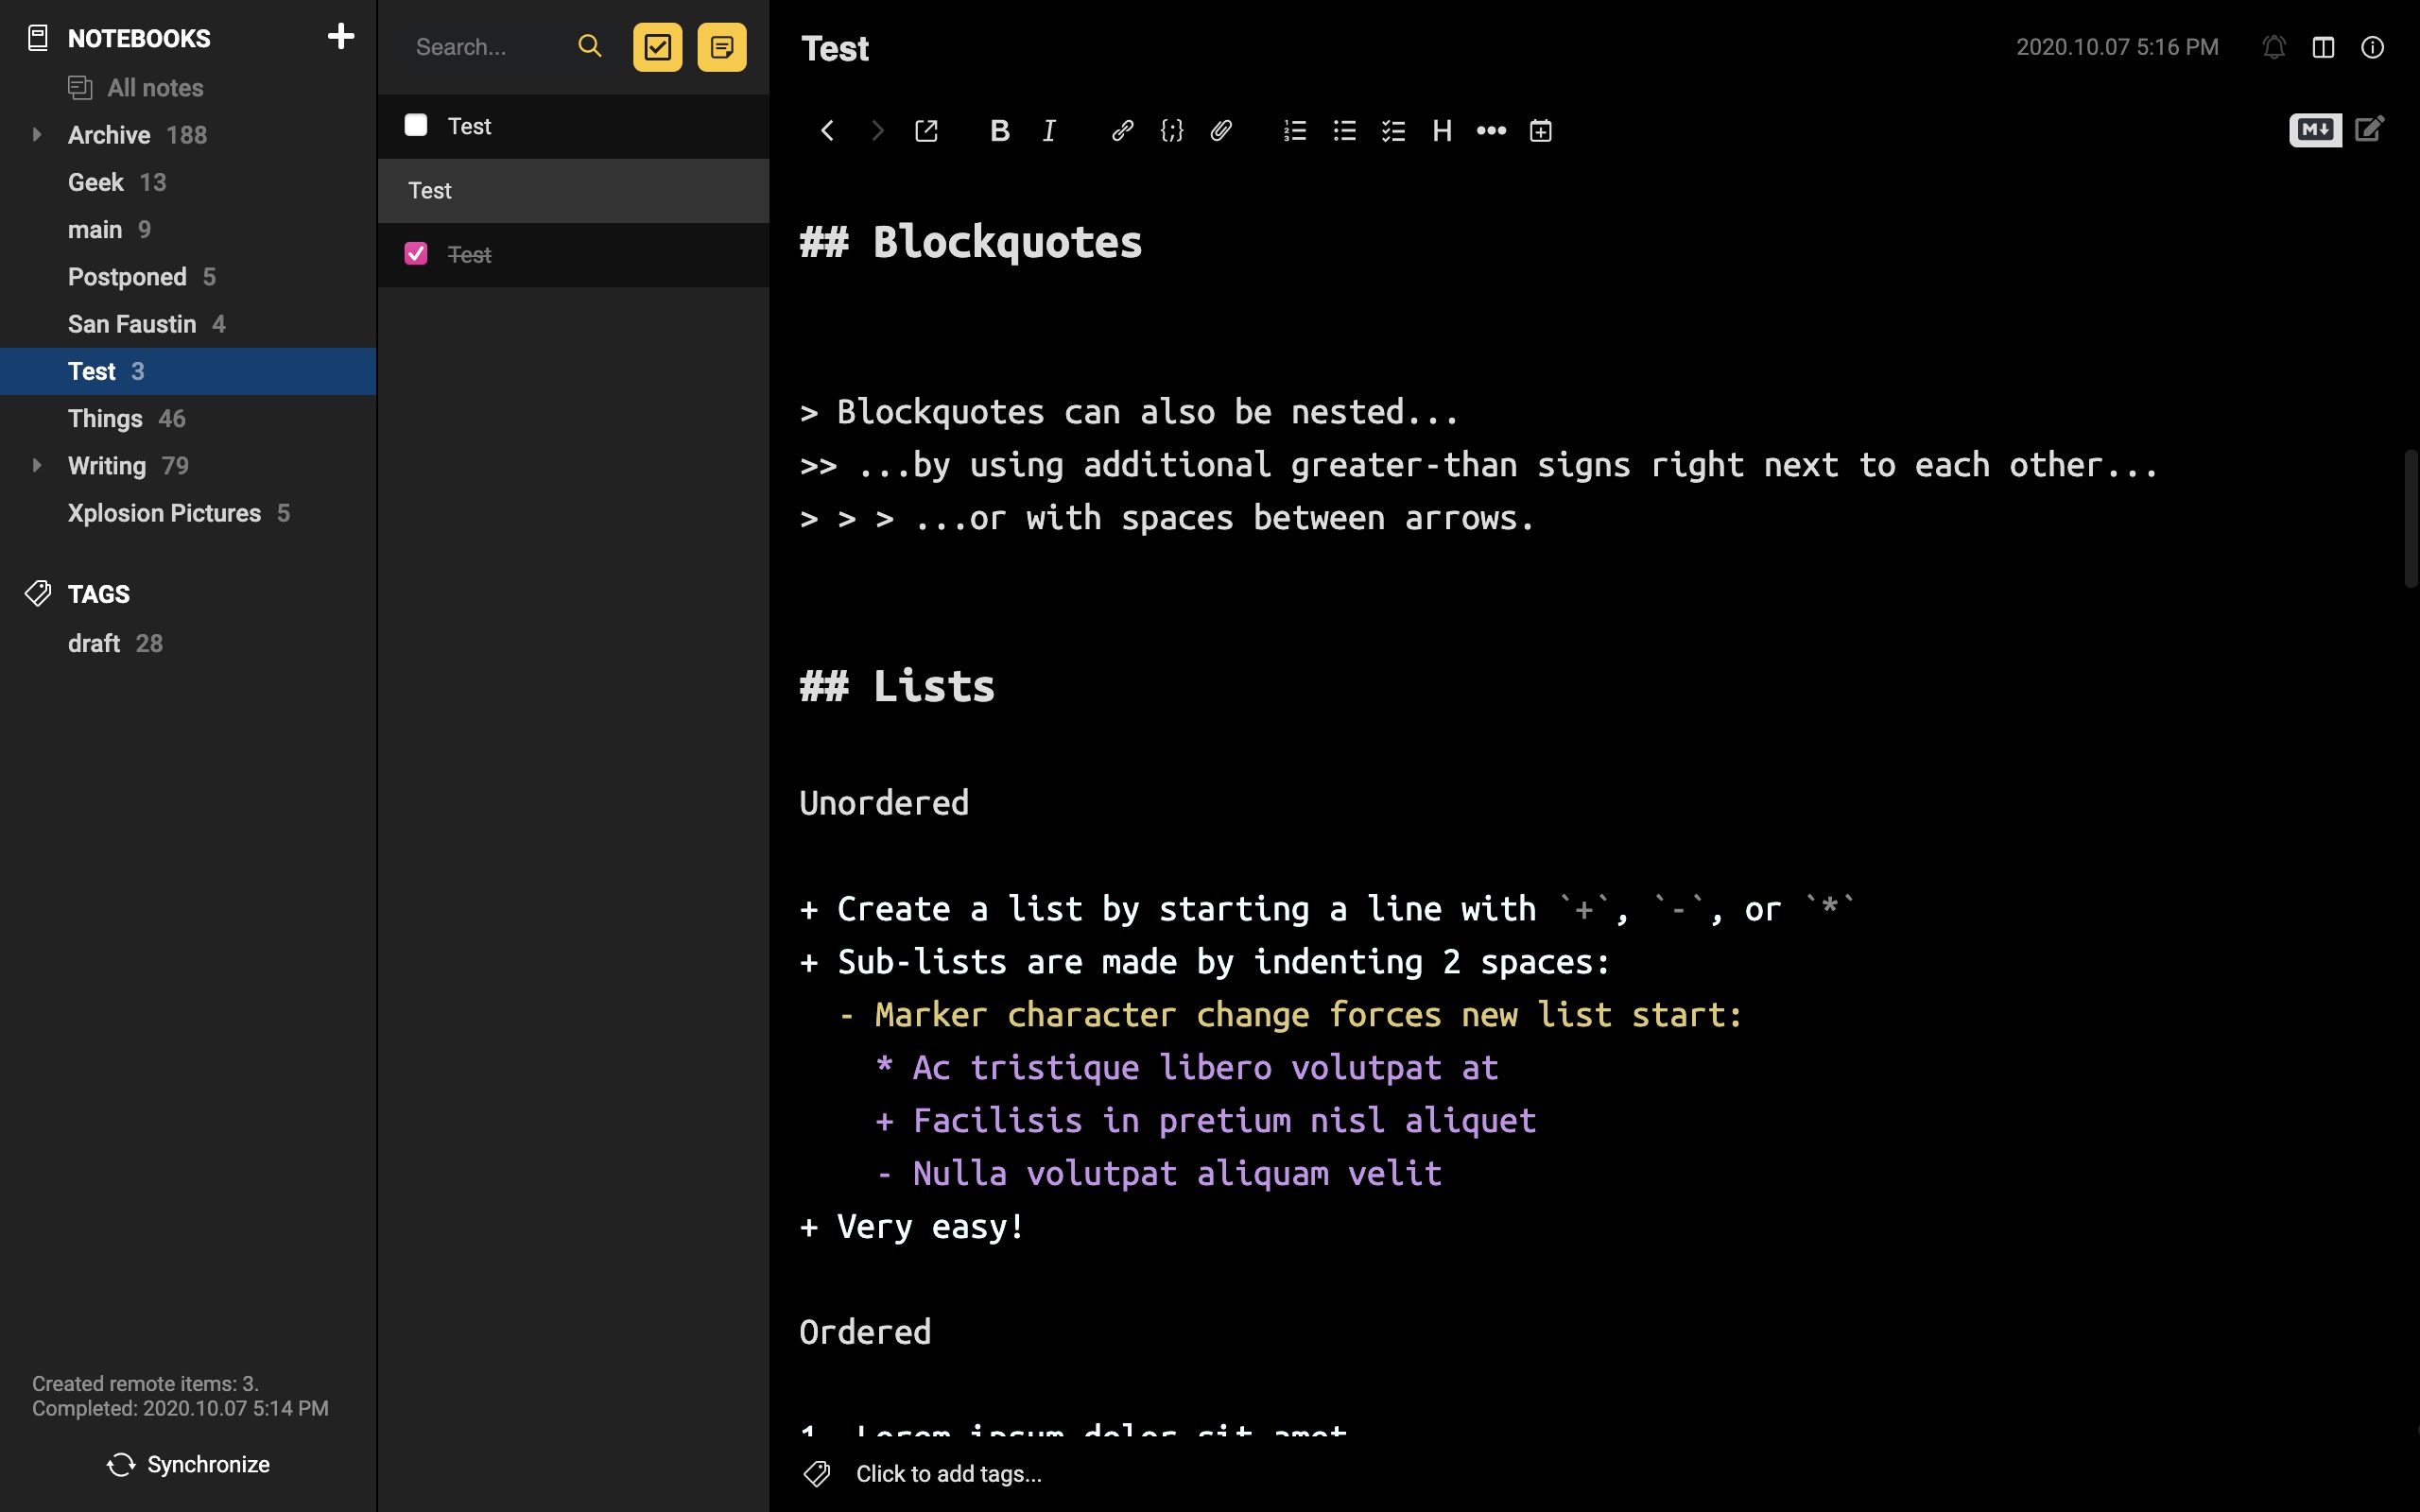 NOTEBOOKS
All notes
Archive 188
Geek 13
main 9
Postponed 5
San Faustin 4
Test 3
Things 46
Writing 79
Xplosion Pictures 5
TAGS
draft 28
Created remote items: 3.
Completed: 2020.10.07 5:14 PM
Synchronize
Search...
Test
Test
Test
Test
2020.10.07 5:16 PM
B I {;} H M↓
## Blockquotes
> Blockquotes can also be nested...
>> ...by using additional greater-than signs right next to each other...
> > > ...or with spaces between arrows.
## Lists
Unordered
+ Create a list by starting a line with `+`, `-`, or `*`
+ Sub-lists are made by indenting 2 spaces:
- Marker character change forces new list start:
* Ac tristique libero volutpat at
+ Facilisis in pretium nisl aliquet
- Nulla volutpat aliquam velit
+ Very easy!
Ordered
1. Lorem ipsum dolor sit amet
Click to add tags...